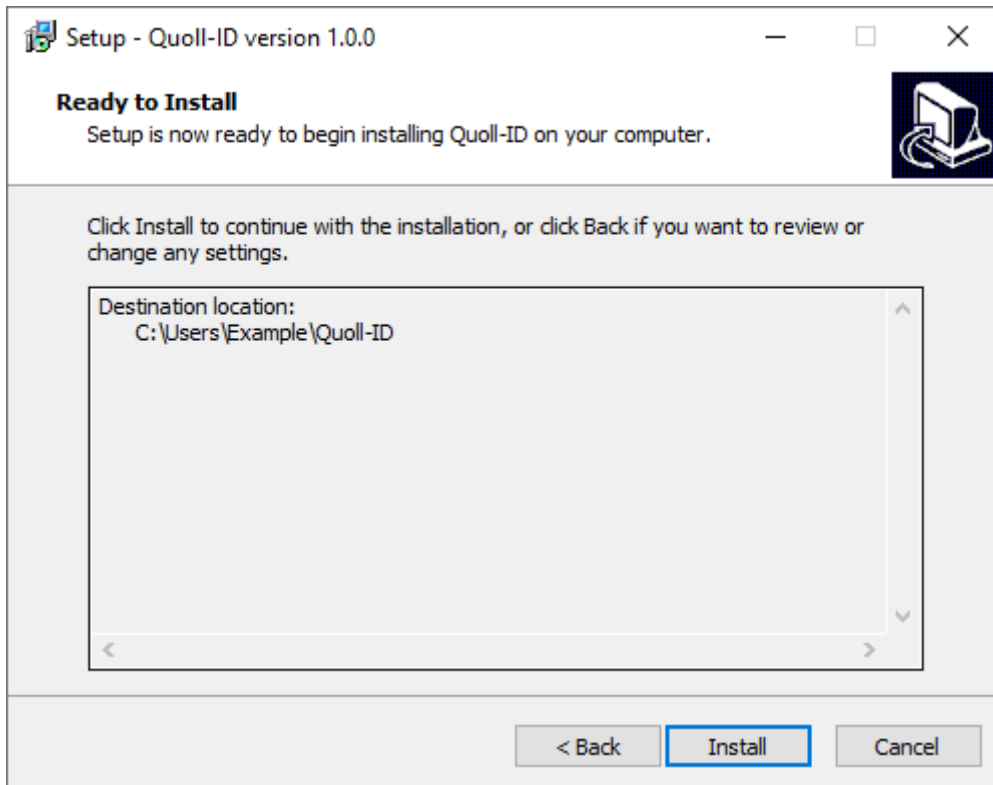 Setup - Quoll-ID version 1.0.0
Ready to Install
Setup is now ready to begin installing Quoll-ID on your computer.
Click Install to continue with the installation, or click Back if you want to review or
change any settings.
Destination location:
C:\Users\Example\Quoll-ID
< Back
Install
Cancel